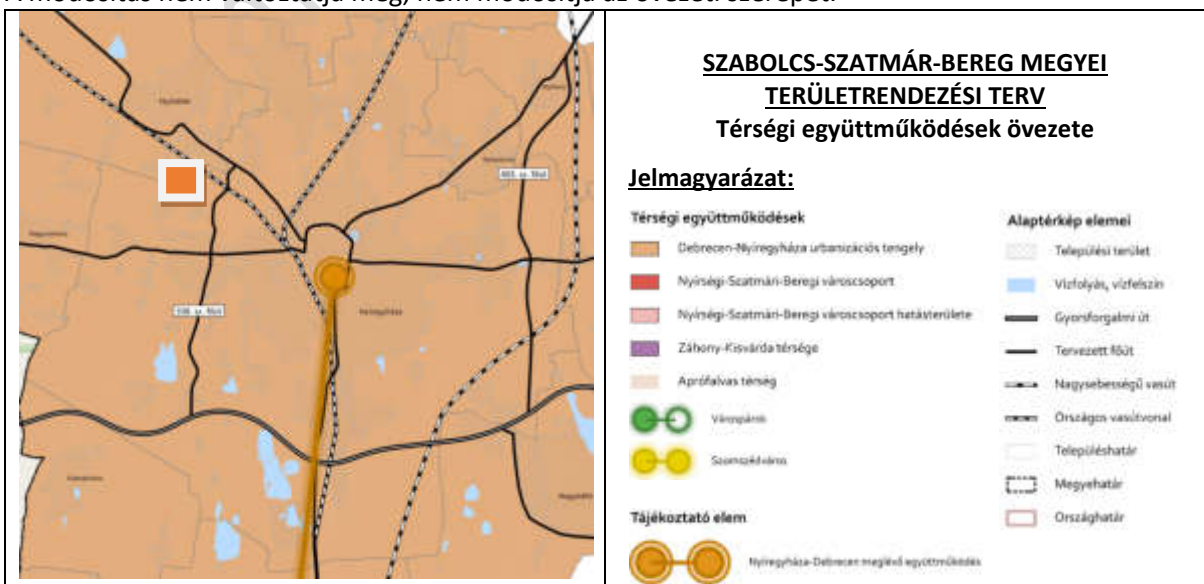 A módosítás nem változtatja meg, nem módosítja az övezeti szerepét.
Nyíregyháza
SZABOLCS-SZATMÁR-BEREG MEGYEI
TERÜLETRENDEZÉSI TERV
Térségi együttműködések övezete
Jelmagyarázat:
Térségi együttműködések
Debrecen-Nyíregyháza urbanizációs tengely
Nyírségi-Szatmári-Beregi városcsoport
Nyírségi-Szatmári-Beregi városcsoport hatásterülete
Záhony-Kisvárda térsége
Aprófalvas térség
Várospárok
Szomszédváros
Tájékoztató elem
Nyíregyháza-Debrecen meglévő együttműködés
Alaptérkép elemei
Települési terület
Vízfolyás, vízfelszín
Gyorsforgalmi út
Tervezett főút
Nagysebességű vasút
Országos vasútvonal
Településhatár
Megyehatár
Országhatár